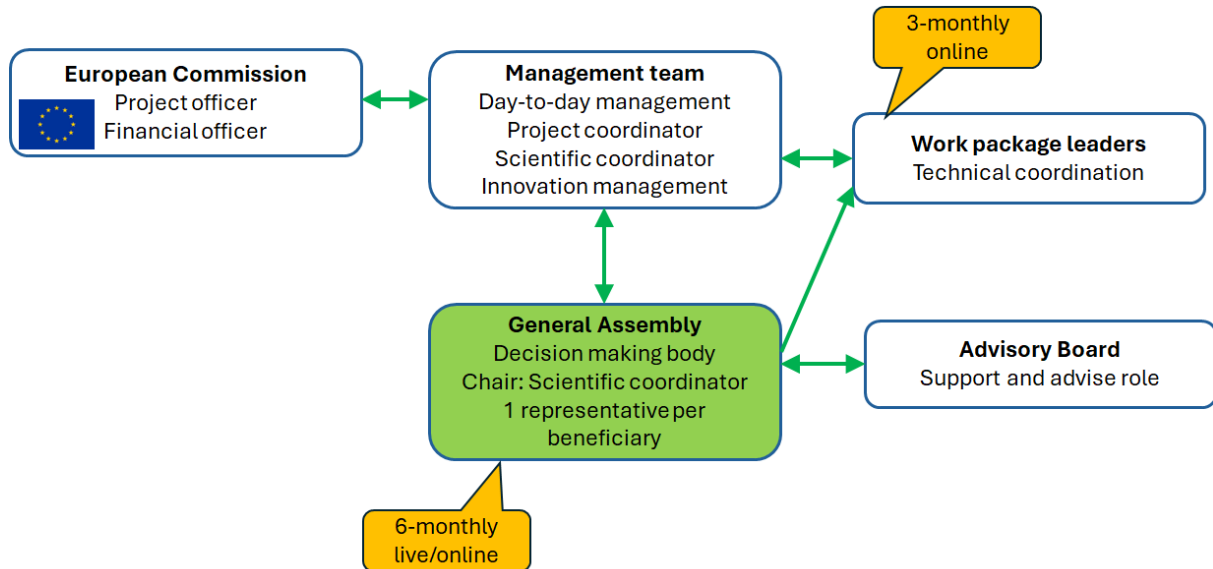 3-monthly
online
European Commission
Project officer
Financial officer
Management team
Day-to-day management
Project coordinator
Scientific coordinator
Innovation management
Work package leaders
Technical coordination
General Assembly
Decision making body
Chair: Scientific coordinator
1 representative per
beneficiary
Advisory Board
Support and advise role
6-monthly
live/online